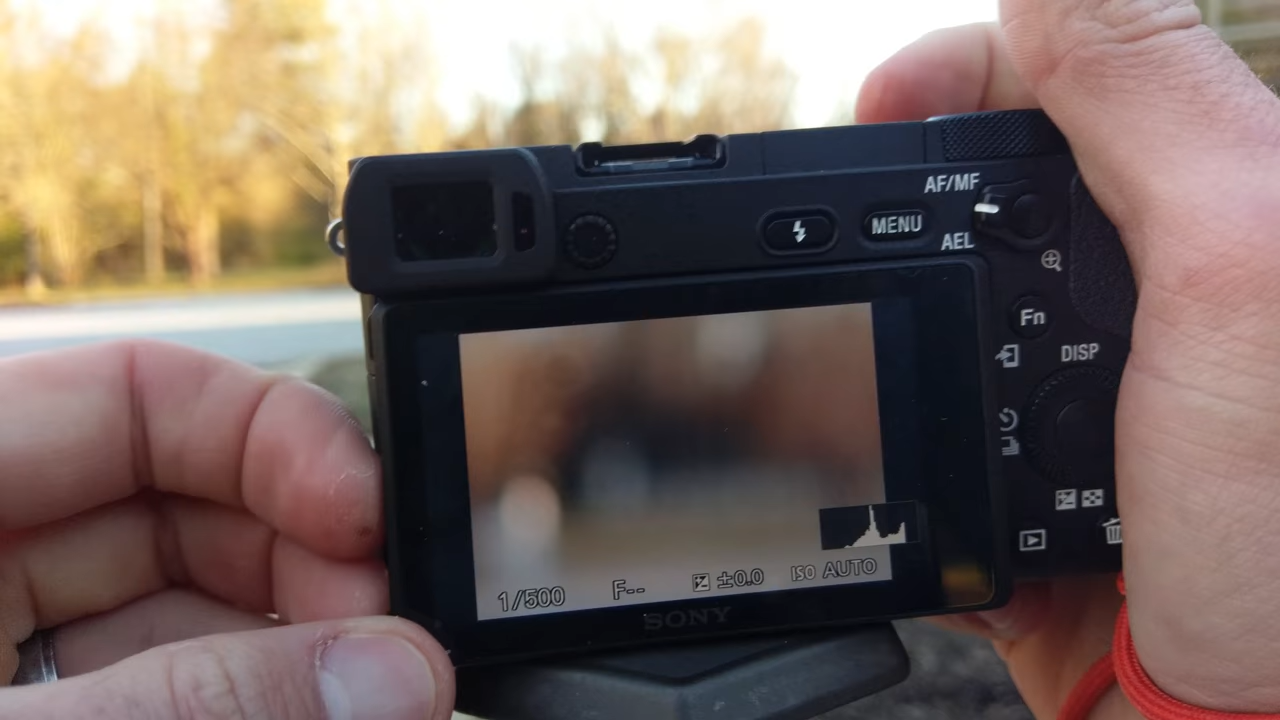 AF/MF
MENU
AEL
Fn
DISP
1/500 F-- ±0.0 ISO AUTO
SONY